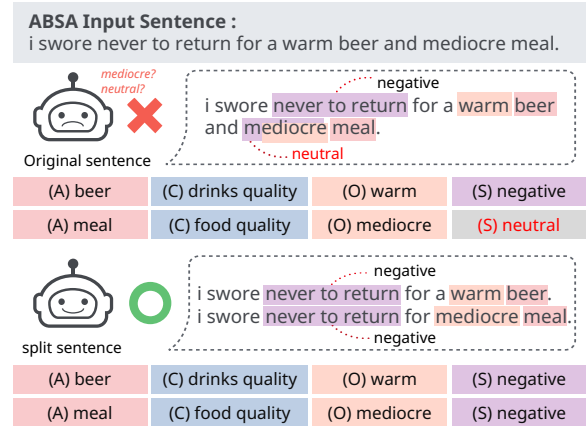 ABSA Input Sentence :
i swore never to return for a warm beer and mediocre meal.
mediocre?
neutral?
negative
i swore never to return for a warm beer
and mediocre meal.
neutral
Original sentence
(A) beer (C) drinks quality (O) warm (S) negative
(A) meal (C) food quality (O) mediocre (S) neutral
negative
i swore never to return for a warm beer.
i swore never to return for mediocre meal.
negative
split sentence
(A) beer (C) drinks quality (O) warm (S) negative
(A) meal (C) food quality (O) mediocre (S) negative